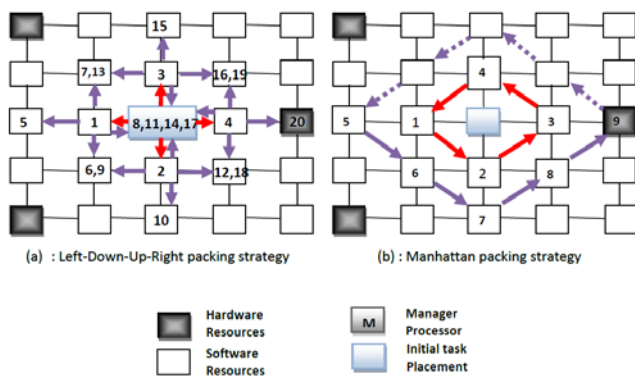 15
7,13
3
16,19
5
1
8,11,14,17
4
20
6,9
2
12,18
10
4
5
1
3
9
6
2
8
7
(a) : Left-Down-Up-Right packing strategy
(b) : Manhattan packing strategy
Hardware
Resources
M
Manager
Processor
Software
Resources
Initial task
Placement